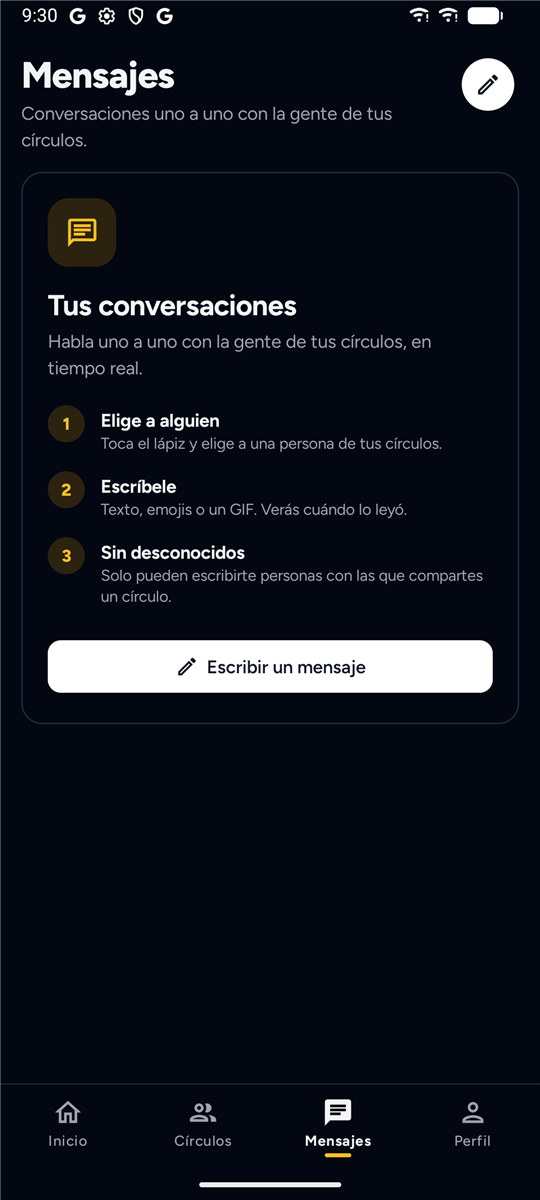 9:30
Mensajes
Conversaciones uno a uno con la gente de tus
círculos.
Tus conversaciones
Habla uno a uno con la gente de tus círculos, en
tiempo real.
1
Elige a alguien
Toca el lápiz y elige a una persona de tus círculos.
2
Escríbele
Texto, emojis o un GIF. Verás cuándo lo leyó.
3
Sin desconocidos
Solo pueden escribirte personas con las que compartes
un círculo.
Escribir un mensaje
Inicio
Círculos
Mensajes
Perfil